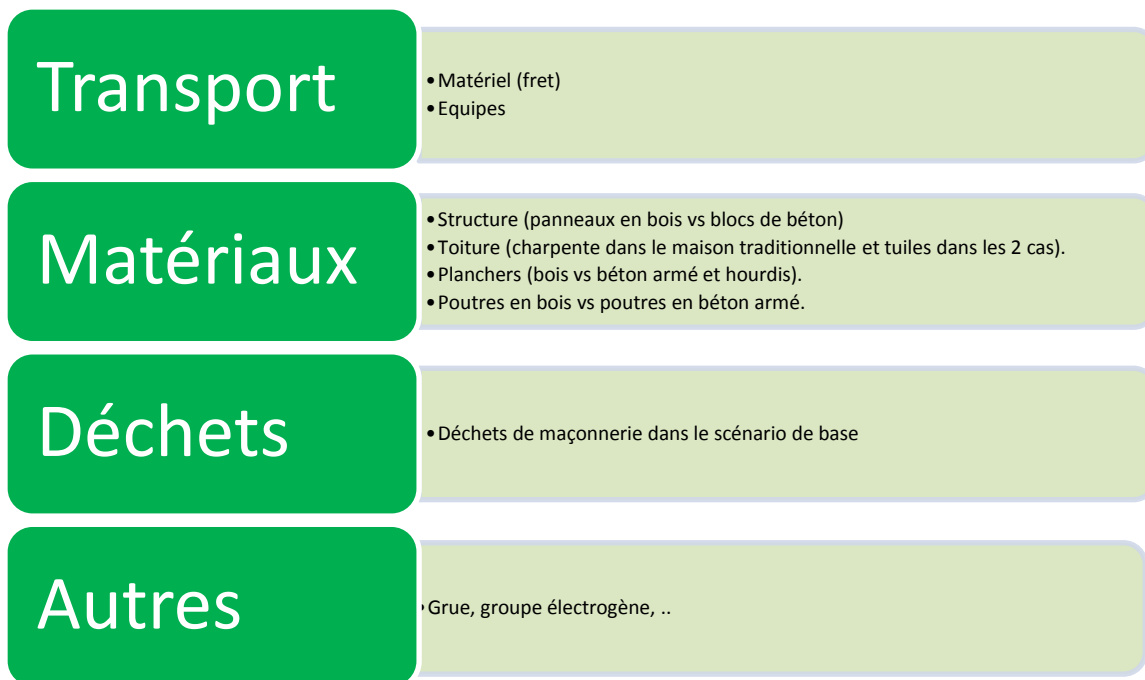 Transport
•Matériel (fret)
•Equipes
Matériaux
•Structure (panneaux en bois vs blocs de béton)
•Toiture (charpente dans le maison traditionnelle et tuiles dans les 2 cas).
•Planchers (bois vs béton armé et hourdis).
•Poutres en bois vs poutres en béton armé.
Déchets
•Déchets de maçonnerie dans le scénario de base
Autres
•Grue, groupe électrogène, ..